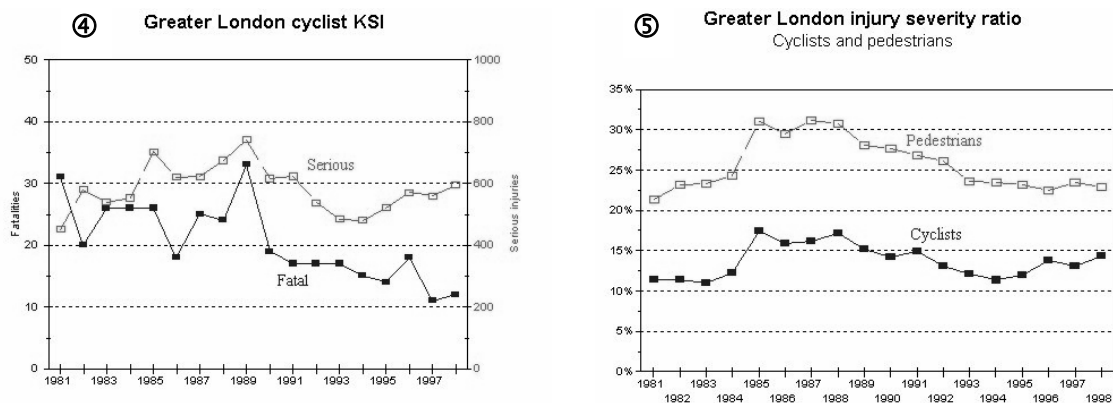 ④ Greater London cyclist KSI
50
40
30
20
10
0
Fatalities
1000
800
600
400
200
0
Serious injuries
Serious
Fatal
1981 1983 1985 1987 1989 1991 1993 1995 1997
⑤ Greater London injury severity ratio
Cyclists and pedestrians
35%
30%
25%
20%
15%
10%
5%
0%
Pedestrians
Cyclists
1981 1983 1985 1987 1989 1991 1993 1995 1997
1982 1984 1986 1988 1990 1992 1994 1996 1998